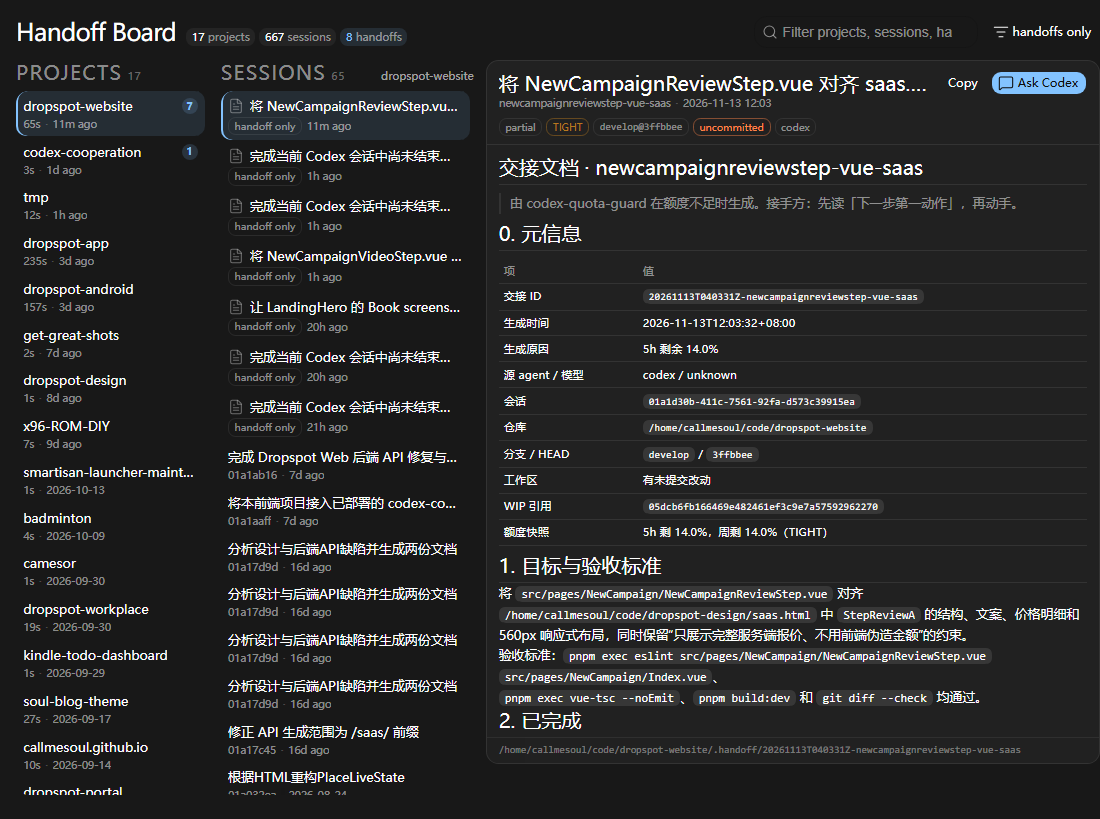 Handoff Board
17 projects
667 sessions
8 handoffs
Filter projects, sessions, ha
handoffs only
PROJECTS 17
dropspot-website 7
65s · 11m ago
codex-cooperation 1
3s · 1d ago
tmp
12s · 1h ago
dropspot-app
235s · 3d ago
dropspot-android
157s · 3d ago
get-great-shots
2s · 7d ago
dropspot-design
1s · 8d ago
x96-ROM-DIY
7s · 9d ago
smartisan-launcher-maint...
1s · 2026-10-13
badminton
4s · 2026-10-09
camesor
1s · 2026-09-30
dropspot-workplace
19s · 2026-09-30
kindle-todo-dashboard
1s · 2026-09-29
soul-blog-theme
27s · 2026-09-17
callmesoul.github.io
10s · 2026-09-14
dropspot-portal
SESSIONS 65
dropspot-website
将 NewCampaignReviewStep.vu...
handoff only 11m ago
完成当前 Codex 会话中尚未结束...
handoff only 1h ago
完成当前 Codex 会话中尚未结束...
handoff only 1h ago
将 NewCampaignVideoStep.vue ...
handoff only 1h ago
让 LandingHero 的 Book screens...
handoff only 20h ago
完成当前 Codex 会话中尚未结束...
handoff only 20h ago
完成当前 Codex 会话中尚未结束...
handoff only 21h ago
完成 Dropspot Web 后端 API 修复与...
01a1ab16 · 7d ago
将本前端项目接入已部署的 codex-co...
01a1aaff · 7d ago
分析设计与后端API缺陷并生成两份文档
01a17d9d · 16d ago
分析设计与后端API缺陷并生成两份文档
01a17d9d · 16d ago
分析设计与后端API缺陷并生成两份文档
01a17d9d · 16d ago
分析设计与后端API缺陷并生成两份文档
01a17d9d · 16d ago
修正 API 生成范围为 /saas/ 前缀
01a17c45 · 16d ago
根据HTML重构PlaceLiveState
将 NewCampaignReviewStep.vue 对齐 saas....
Copy
Ask Codex
newcampaignreviewstep-vue-saas · 2026-11-13 12:03
partial
TIGHT
develop@3ffbbee
uncommitted
codex
交接文档 · newcampaignreviewstep-vue-saas
由 codex-quota-guard 在额度不足时生成。接手方：先读「下一步第一动作」，再动手。
0. 元信息
项 值
交接 ID 20261113T040331Z-newcampaignreviewstep-vue-saas
生成时间 2026-11-13T12:03:32+08:00
生成原因 5h 剩余 14.0%
源 agent / 模型 codex / unknown
会话 01a1d30b-411c-7561-92fa-d573c39915ea
仓库 /home/callmesoul/code/dropspot-website
分支 / HEAD develop / 3ffbbee
工作区 有未提交改动
WIP 引用 05dcb6fb166469e482461ef3c9e7a57592962270
额度快照 5h 剩 14.0%，周剩 14.0%（TIGHT）
1. 目标与验收标准
将 src/pages/NewCampaign/NewCampaignReviewStep.vue 对齐
/home/callmesoul/code/dropspot-design/saas.html 中 StepReviewA 的结构、文案、价格明细和
560px 响应式布局，同时保留“只展示完整服务端报价、不用前端伪造金额”的约束。
验收标准： pnpm exec eslint src/pages/NewCampaign/NewCampaignReviewStep.vue
src/pages/NewCampaign/Index.vue 、
pnpm exec vue-tsc --noEmit 、 pnpm build:dev 和 git diff --check 均通过。
2. 已完成
/home/callmesoul/code/dropspot-website/.handoff/20261113T040331Z-newcampaignreviewstep-vue-saas